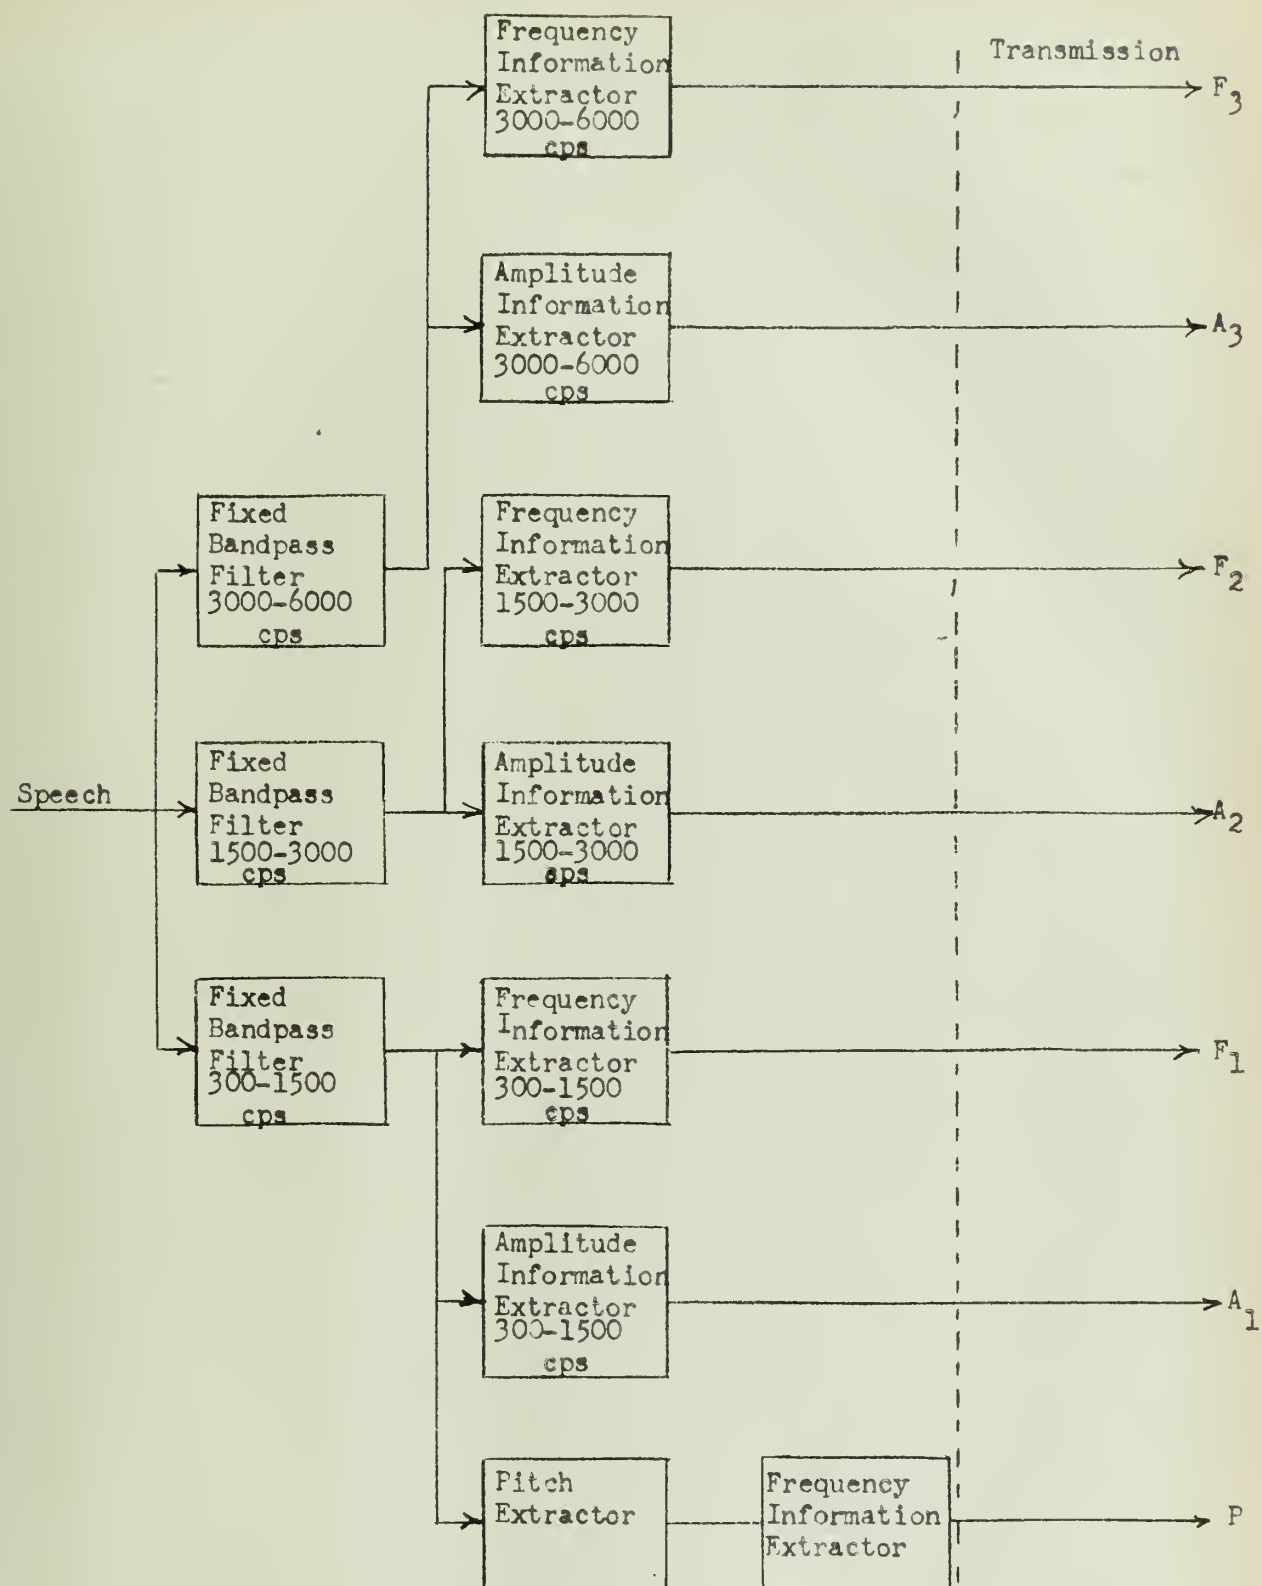 Frequency
Information
Extractor
3000-6000
cps
Transmission
F3
Amplitude
Information
Extractor
3000-6000
cps
A3
Fixed
Bandpass
Filter
3000-6000
cps
Frequency
Information
Extractor
1500-3000
cps
F2
Speech
Fixed
Bandpass
Filter
1500-3000
cps
Amplitude
Information
Extractor
1500-3000
cps
A2
Fixed
Bandpass
Filter
300-1500
cps
Frequency
Information
Extractor
300-1500
cps
F1
Amplitude
Information
Extractor
300-1500
cps
A1
Pitch
Extractor
Frequency
Information
Extractor
P